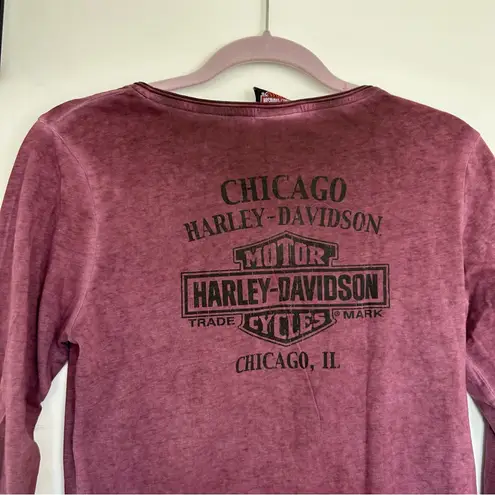 CHICAGO
HARLEY-DAVIDSON
MOTOR
HARLEY-DAVIDSON
TRADE ® MARK
CYCLES
CHICAGO, IL